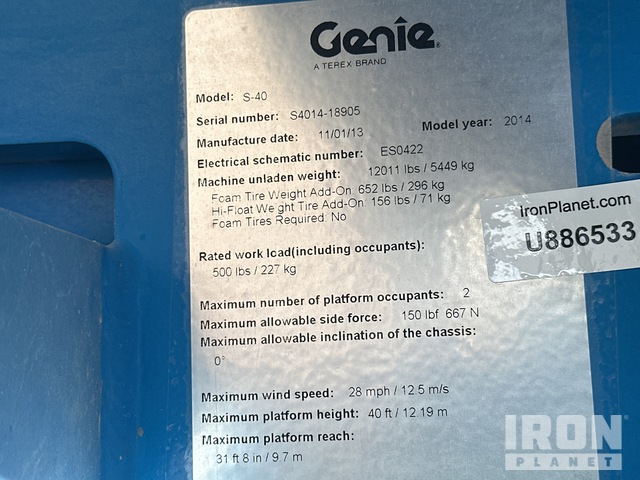 Genie
A TEREX BRAND
Model: S-40
Serial number: S4014-18905
Manufacture date: 11/01/13 Model year: 2014
Electrical schematic number: ES0422
Machine unladen weight: 12011 lbs / 5449 kg
Foam Tire Weight Add-On: 652 lbs / 296 kg
Hi-Float Weight Tire Add-On: 156 lbs / 71 kg
Foam Tires Required: No
Rated work load(including occupants):
500 lbs / 227 kg
Maximum number of platform occupants: 2
Maximum allowable side force: 150 lbf 667 N
Maximum allowable inclination of the chassis:
0°
Maximum wind speed: 28 mph / 12.5 m/s
Maximum platform height: 40 ft / 12.19 m
Maximum platform reach:
31 ft 8 in / 9.7 m
ironPlanet.com
U886533
IRON
PLANET